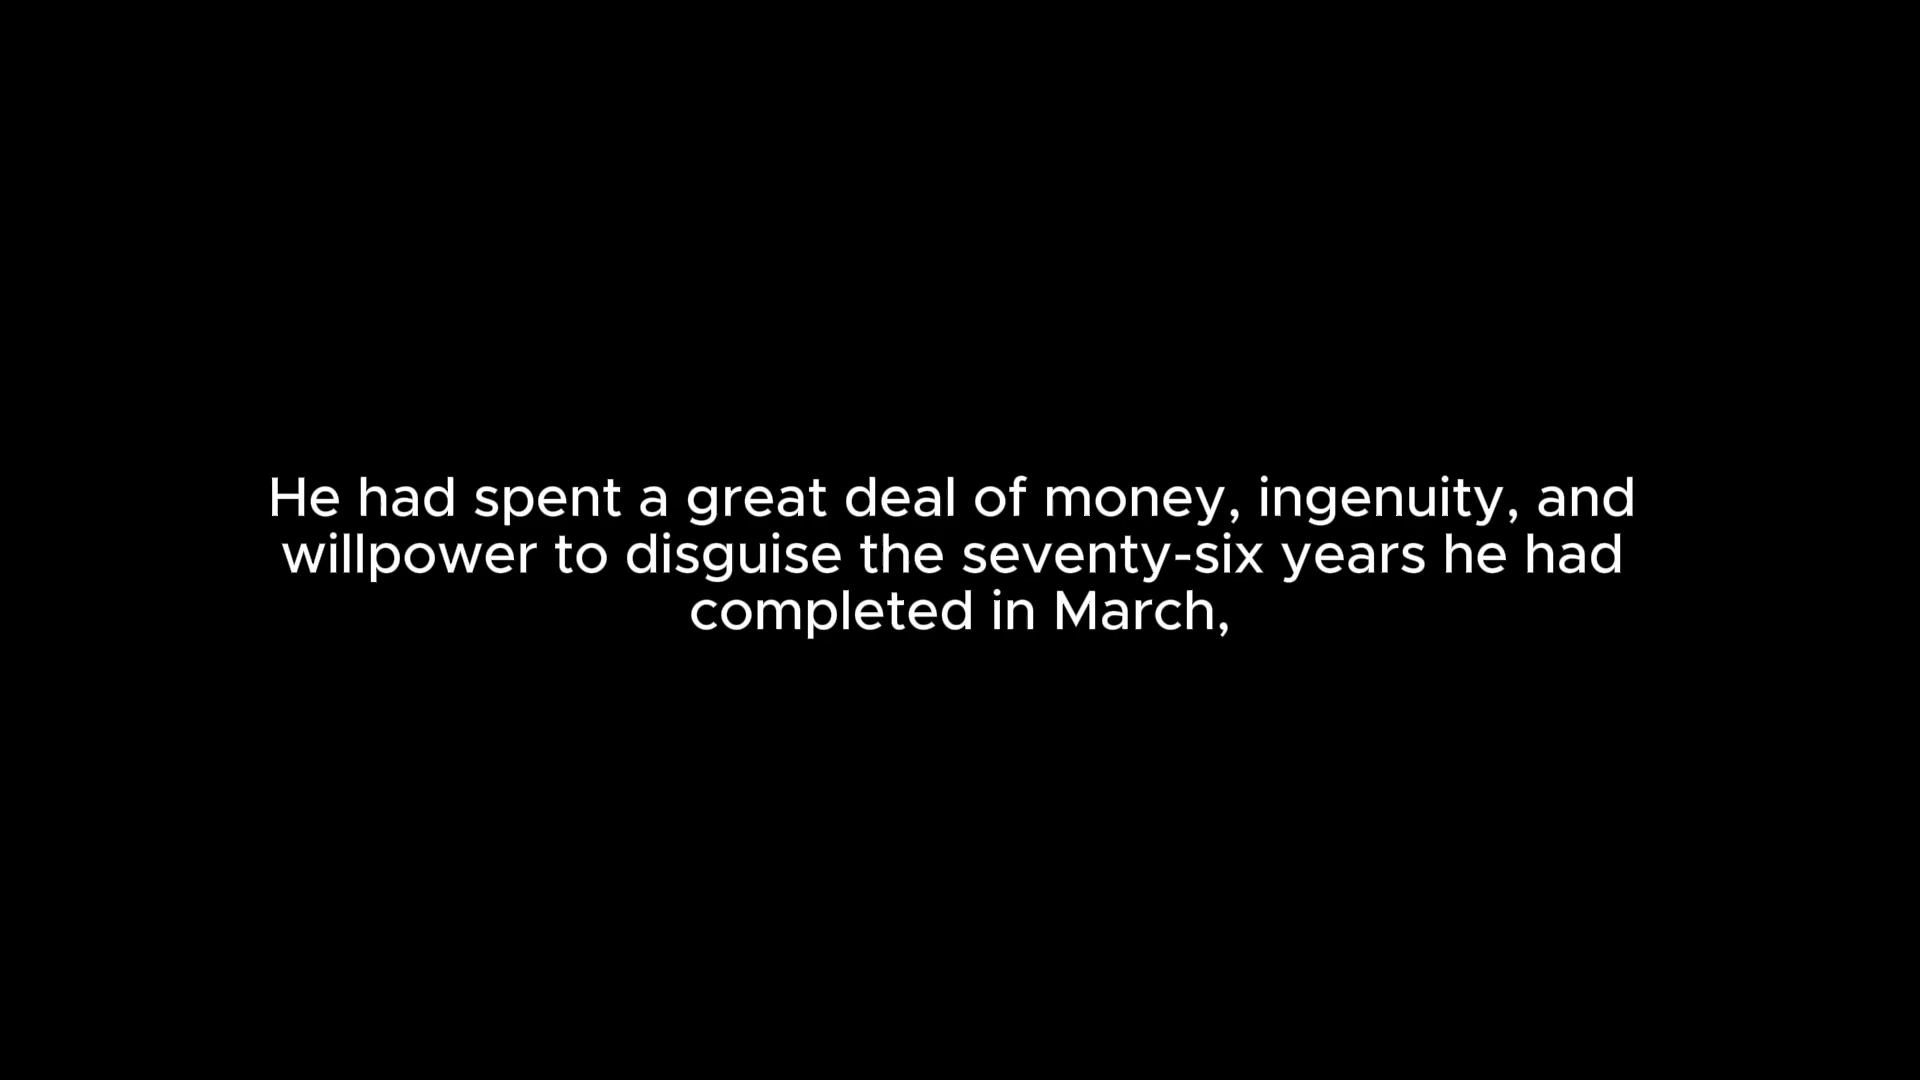 He had spent a great deal of money, ingenuity, and
willpower to disguise the seventy-six years he had
completed in March,